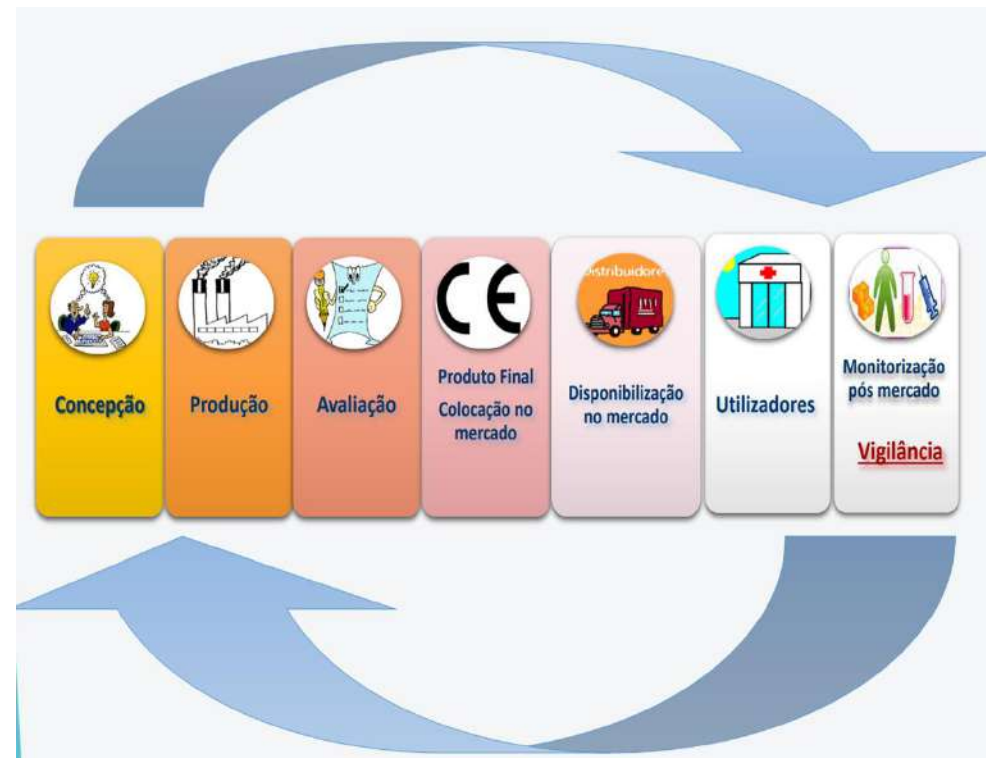 Concepção
Produção
Avaliação
CE
Produto Final
Colocação no
mercado
Distribuidores
Disponibilização
no mercado
Utilizadores
Monitorização
pós mercado
Vigilância